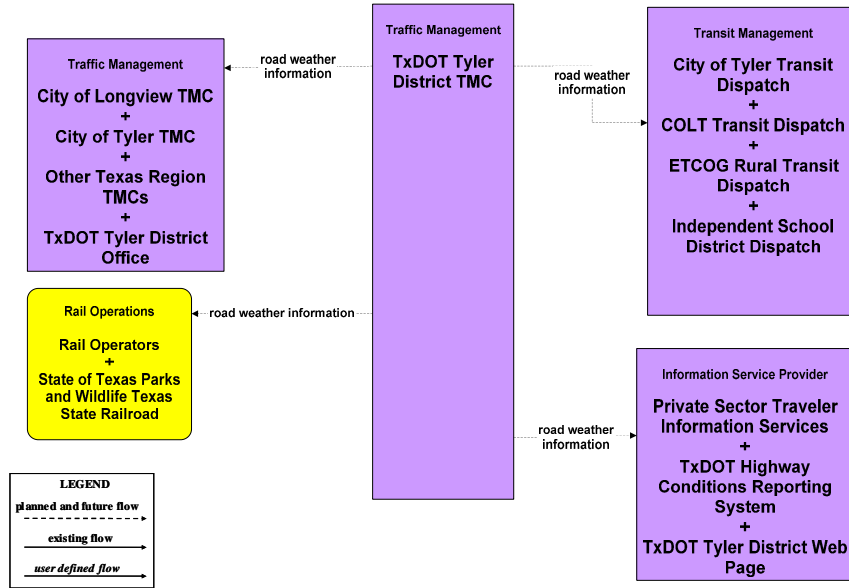 Traffic Management
City of Longview TMC
+
City of Tyler TMC
+
Other Texas Region
TMCs
+
TxDOT Tyler District
Office
road weather
information
Traffic Management
TxDOT Tyler
District TMC
road weather
information
Transit Management
City of Tyler Transit
Dispatch
+
COLT Transit Dispatch
+
ETCOG Rural Transit
Dispatch
+
Independent School
District Dispatch
Rail Operations
Rail Operators
+
State of Texas Parks
and Wildlife Texas
State Railroad
road weather information
road weather
information
Information Service Provider
Private Sector Traveler
Information Services
+
TxDOT Highway
Conditions Reporting
System
+
TxDOT Tyler District Web
Page
LEGEND
planned and future flow
existing flow
user defined flow